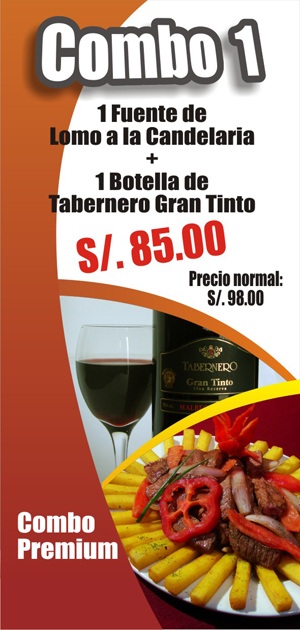 Combo 1
1 Fuente de
Lomo a la Candelaria
+
1 Botella de
Tabernero Gran Tinto
S/. 85.00
Precio normal:
S/. 98.00
TABERNERO
Gran Tinto
Combo
Premium